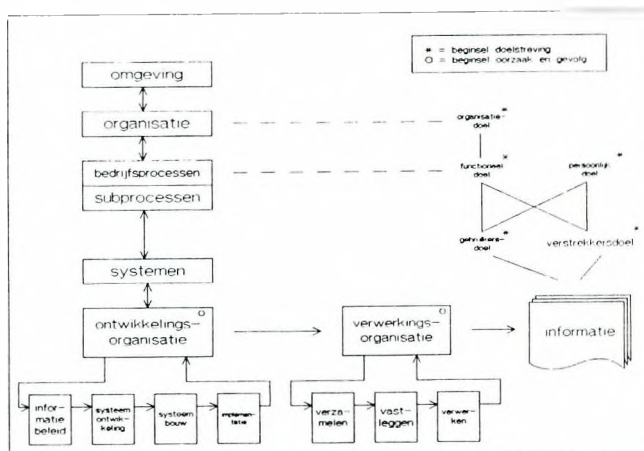 * = beginsel doelstreving
O = beginsel oorzaak en gevolg
omgeving
organisatie
organisatie-
doel *
bedrijfsprocessen
subprocessen
functioneel
doel *
persoonlijk
doel *
gebruikers-
doel *
verstrekkersdoel *
systemen
ontwikkelings-
organisatie O
verwerkings-
organisatie O
informatie
infor-
matie
beleid
systeem
ontwik-
keling
systeem
bouw
implemen-
tatie
verza-
melen
vast-
leggen
verwer-
ken